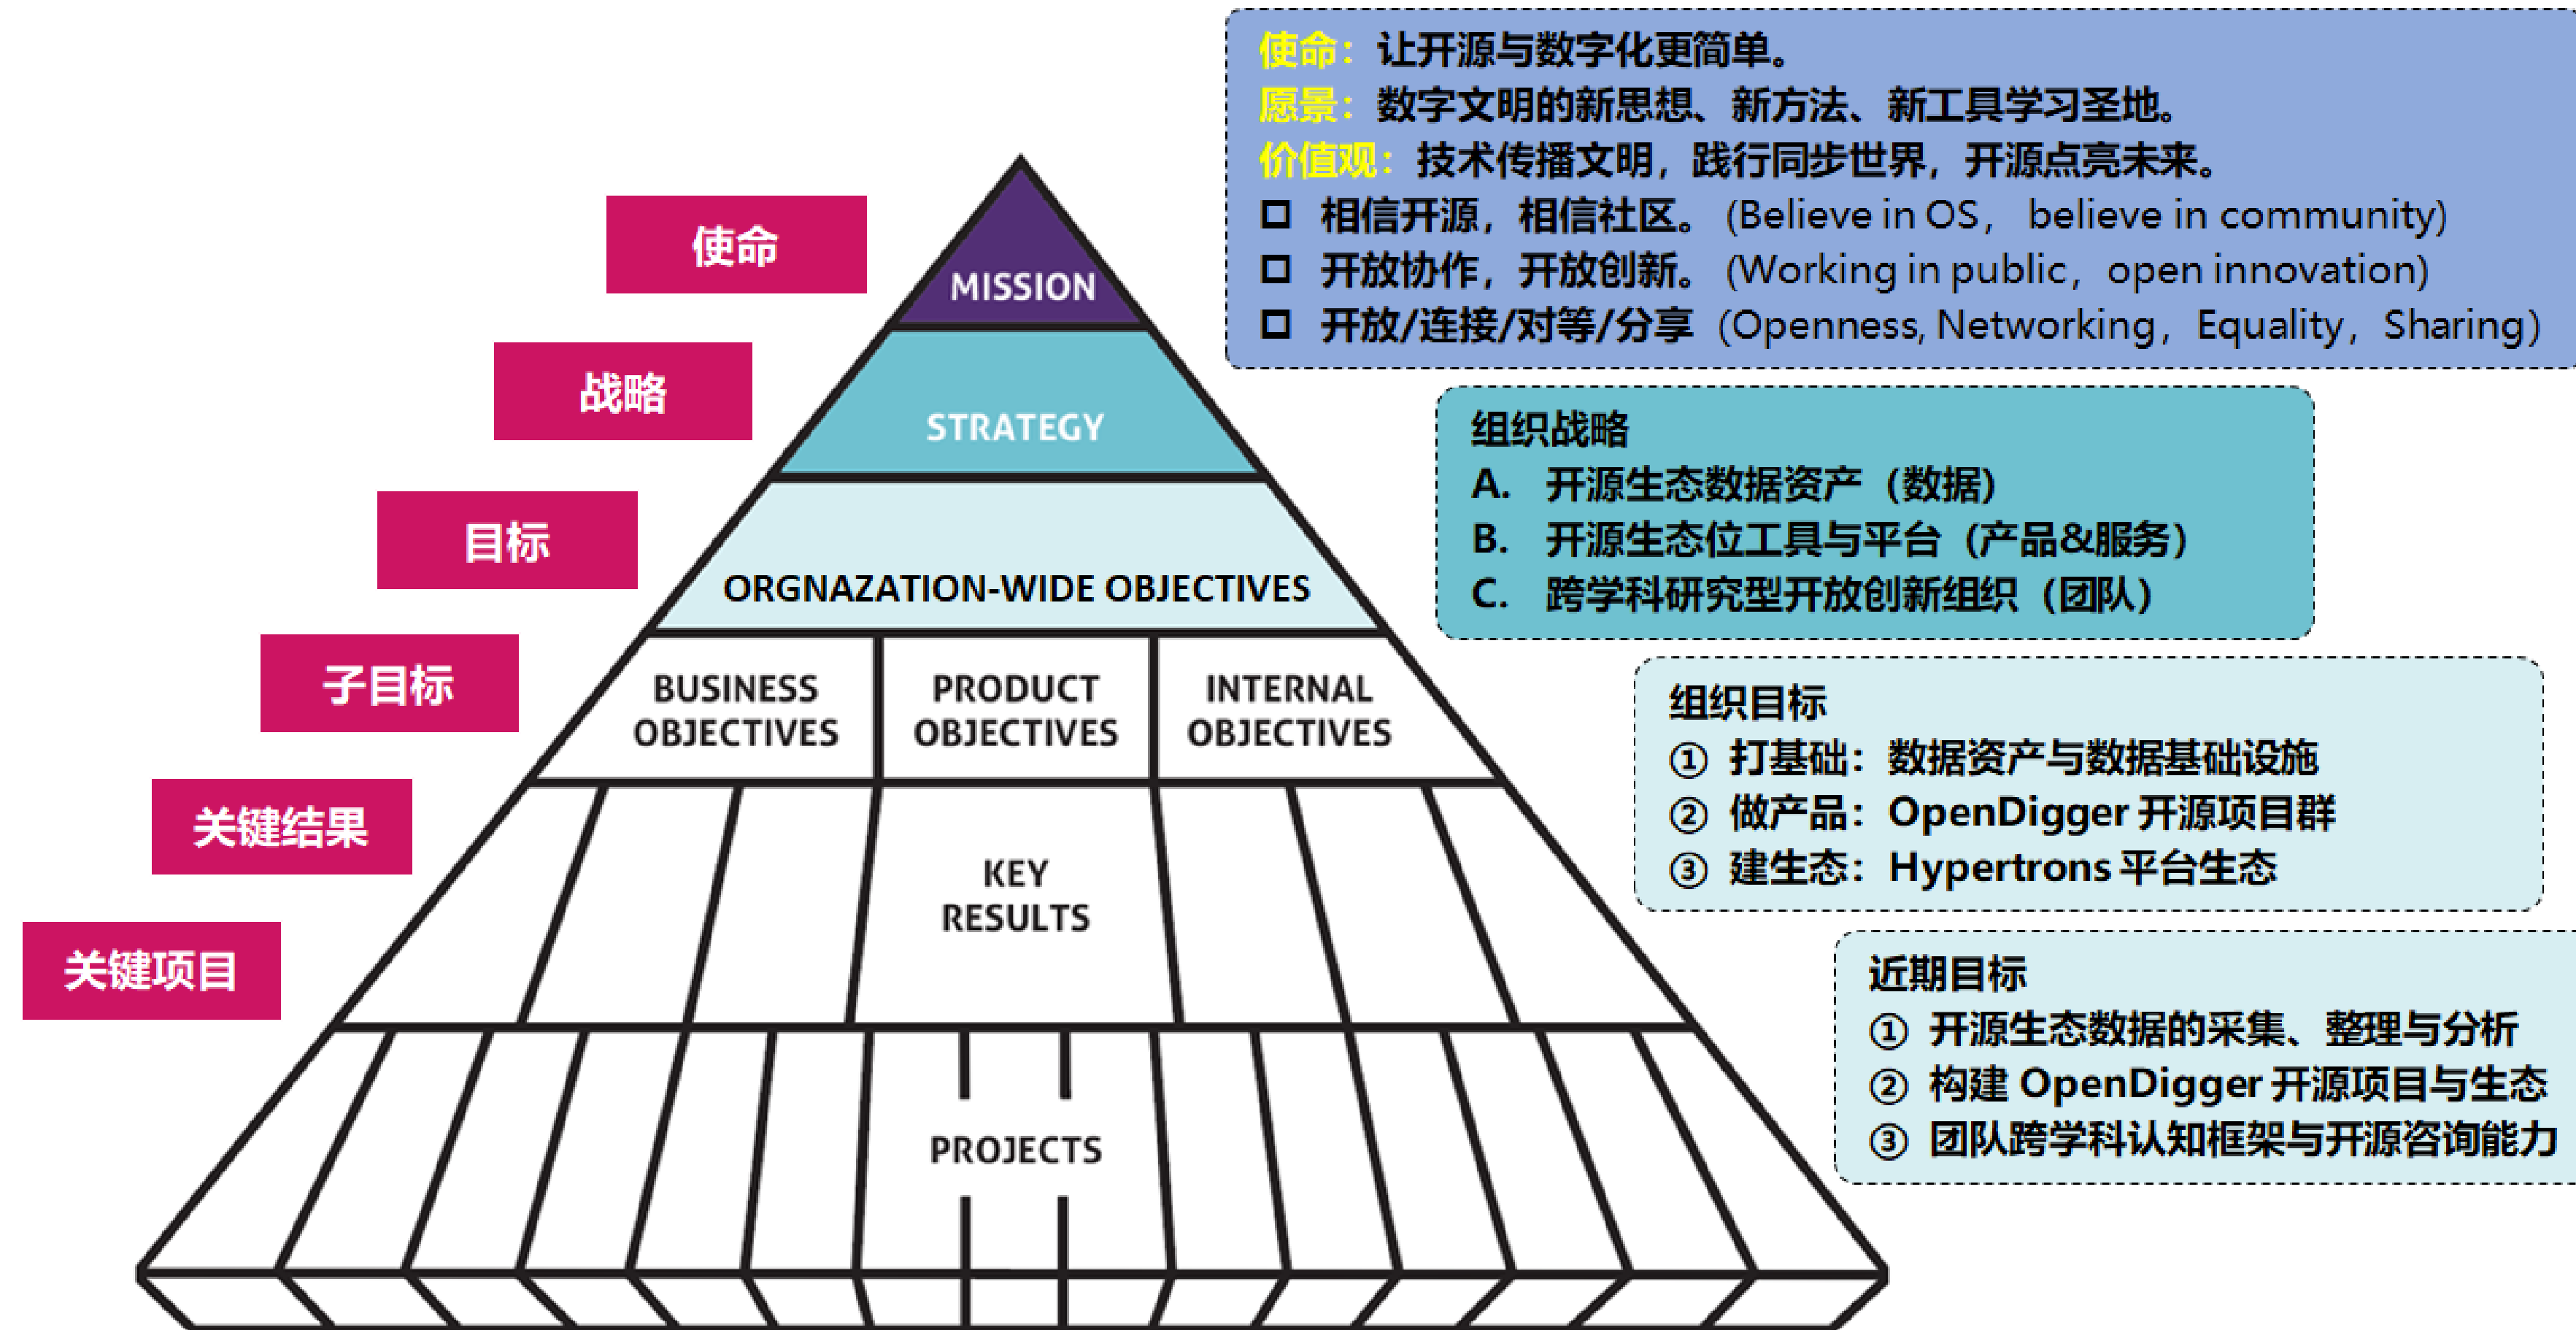 使命：让开源与数字化更简单。
愿景：数字文明的新思想、新方法、新工具学习圣地。
价值观：技术传播文明，践行同步世界，开源点亮未来。
相信开源，相信社区。(Believe in OS， believe in community)
开放协作，开放创新。(Working in public，open innovation)
开放/连接/对等/分享（Openness, Networking，Equality，Sharing）
使命
MISSION
战略
STRATEGY
组织战略
A. 开源生态数据资产（数据）
B. 开源生态位工具与平台（产品&服务）
C. 跨学科研究型开放创新组织（团队）
目标
ORGNAZATION-WIDE OBJECTIVES
子目标
BUSINESS
OBJECTIVES
PRODUCT
OBJECTIVES
INTERNAL
OBJECTIVES
组织目标
① 打基础：数据资产与数据基础设施
② 做产品：OpenDigger 开源项目群
③ 建生态：Hypertrons 平台生态
关键结果
KEY
RESULTS
关键项目
PROJECTS
近期目标
① 开源生态数据的采集、整理与分析
② 构建 OpenDigger 开源项目与生态
③ 团队跨学科认知框架与开源咨询能力